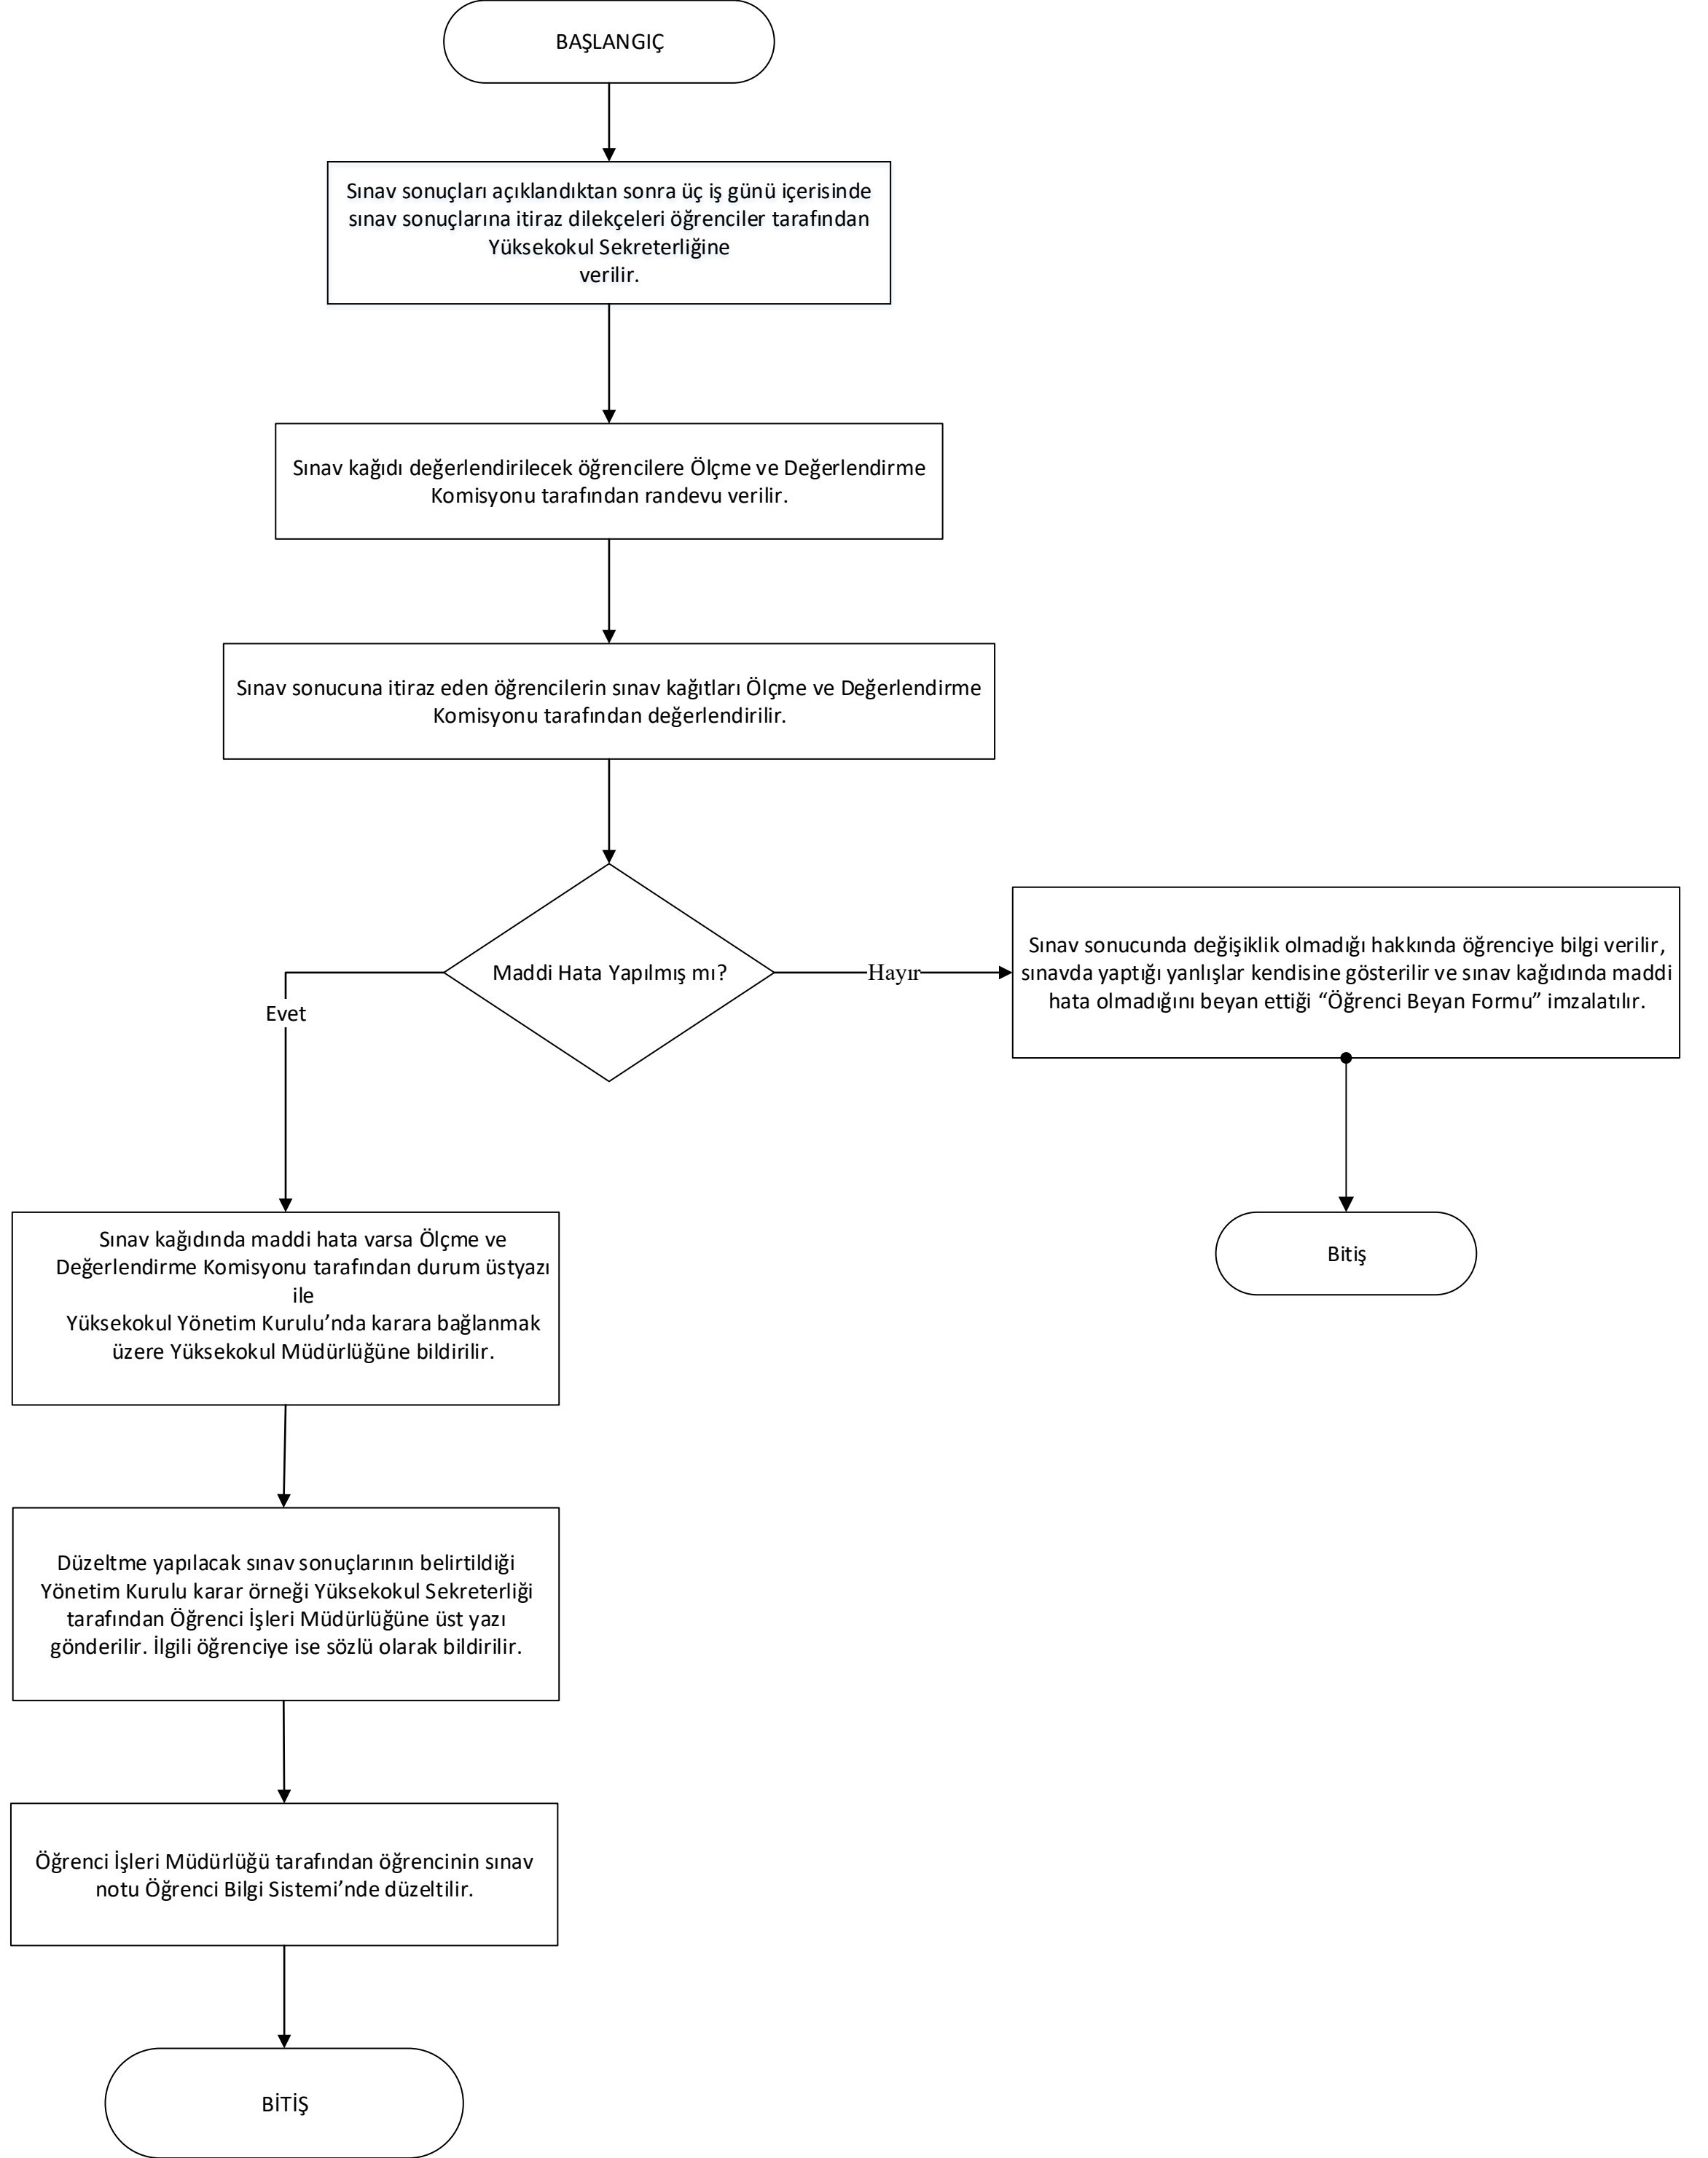 BAŞLANGIÇ
Sınav sonuçları açıklandıktan sonra üç iş günü içerisinde
sınav sonuçlarına itiraz dilekçeleri öğrenciler tarafından
Yüksekokul Sekreterliğine
verilir.
Sınav kağıdı değerlendirilecek öğrencilere Ölçme ve Değerlendirme
Komisyonu tarafından randevu verilir.
Sınav sonucuna itiraz eden öğrencilerin sınav kağıtları Ölçme ve Değerlendirme
Komisyonu tarafından değerlendirilir.
Maddi Hata Yapılmış mı?
Hayır
Sınav sonucunda değişiklik olmadığı hakkında öğrenciye bilgi verilir,
sınavda yaptığı yanlışlar kendisine gösterilir ve sınav kağıdında maddi
hata olmadığını beyan ettiği “Öğrenci Beyan Formu” imzalatılır.
Bitiş
Evet
Sınav kağıdında maddi hata varsa Ölçme ve
Değerlendirme Komisyonu tarafından durum üstyazı
ile
Yüksekokul Yönetim Kurulu’nda karara bağlanmak
üzere Yüksekokul Müdürlüğüne bildirilir.
Düzeltme yapılacak sınav sonuçlarının belirtildiği
Yönetim Kurulu karar örneği Yüksekokul Sekreterliği
tarafından Öğrenci İşleri Müdürlüğüne üst yazı
gönderilir. İlgili öğrenciye ise sözlü olarak bildirilir.
Öğrenci İşleri Müdürlüğü tarafından öğrencinin sınav
notu Öğrenci Bilgi Sistemi’nde düzeltilir.
BİTİŞ